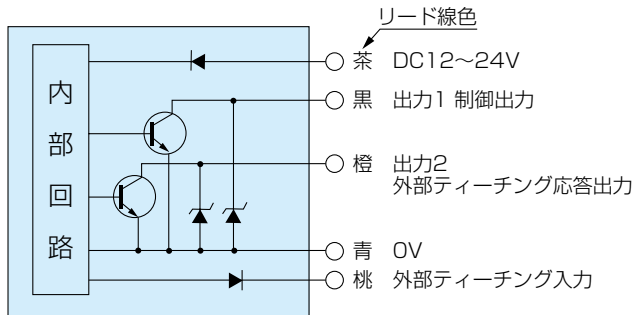 リード線色
茶 DC12～24V
内部回路
黒 出力1 制御出力
橙 出力2
外部ティーチング応答出力
青 0V
桃 外部ティーチング入力